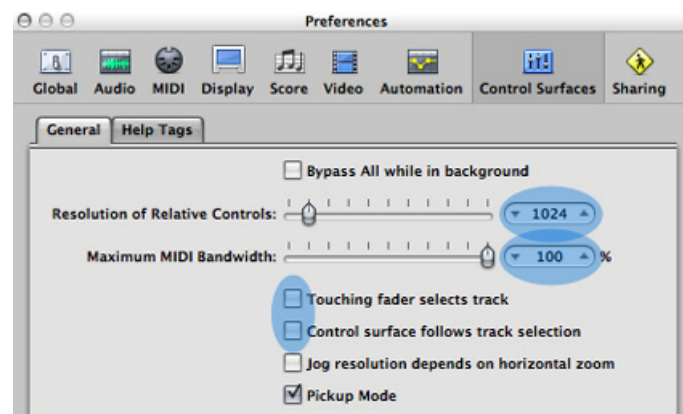 Preferences
Global Audio MIDI Display Score Video Automation Control Surfaces Sharing
General Help Tags
Bypass All while in background
Resolution of Relative Controls: 1024
Maximum MIDI Bandwidth: 100 %
Touching fader selects track
Control surface follows track selection
Jog resolution depends on horizontal zoom
Pickup Mode